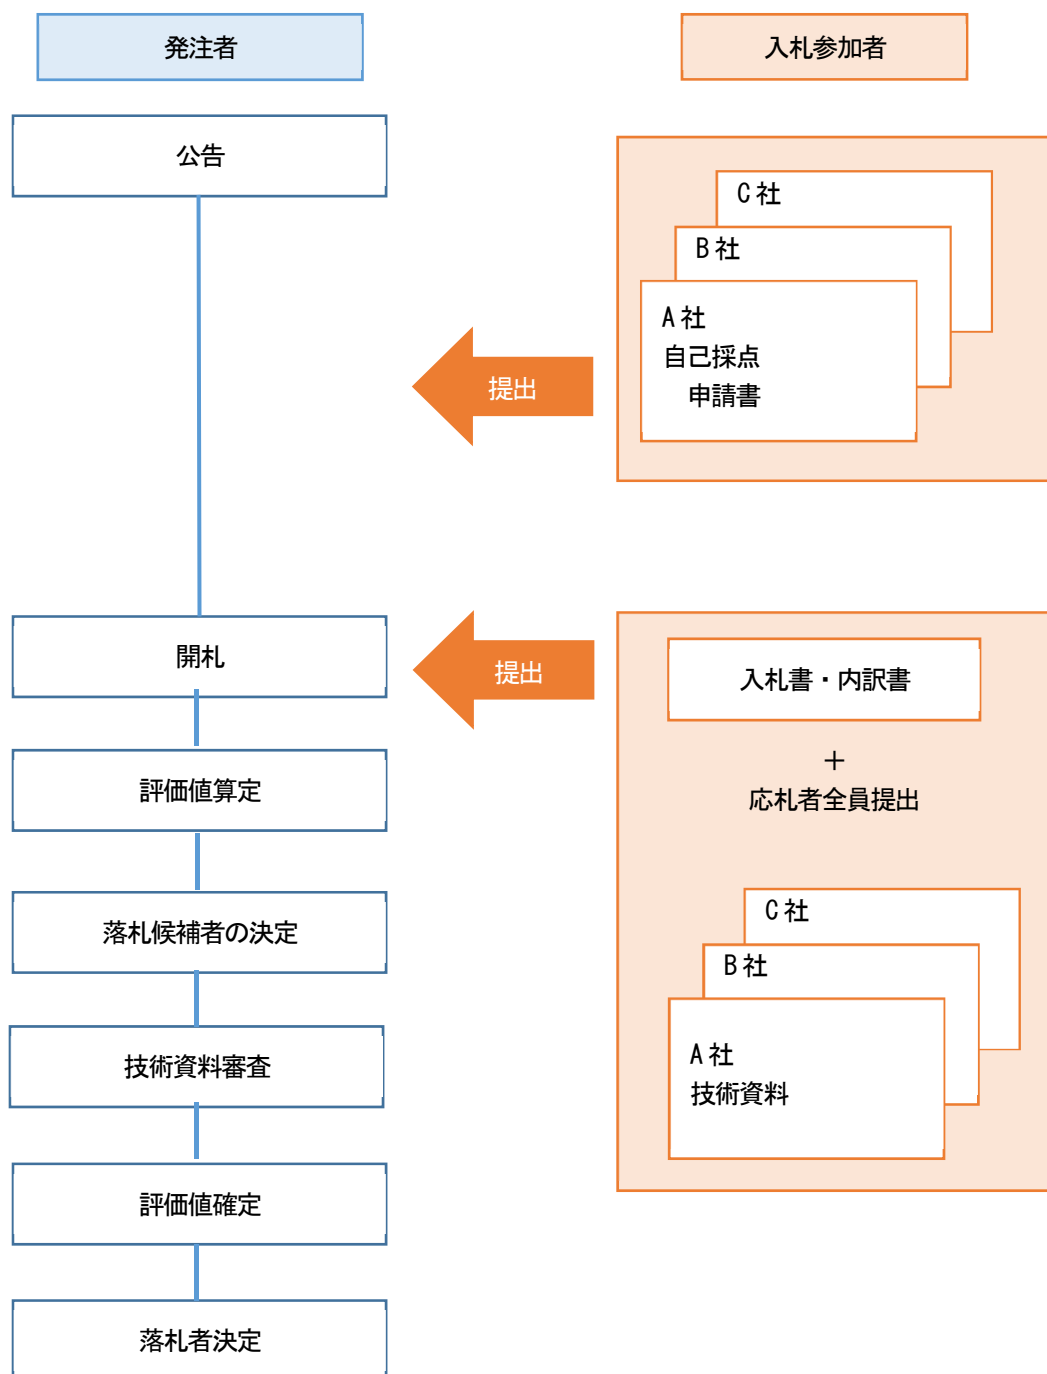 発注者
入札参加者
公告
C社
B社
A社
自己採点
申請書
提出
開札
提出
入札書・内訳書
＋
応札者全員提出
評価値算定
落札候補者の決定
C社
B社
A社
技術資料
技術資料審査
評価値確定
落札者決定